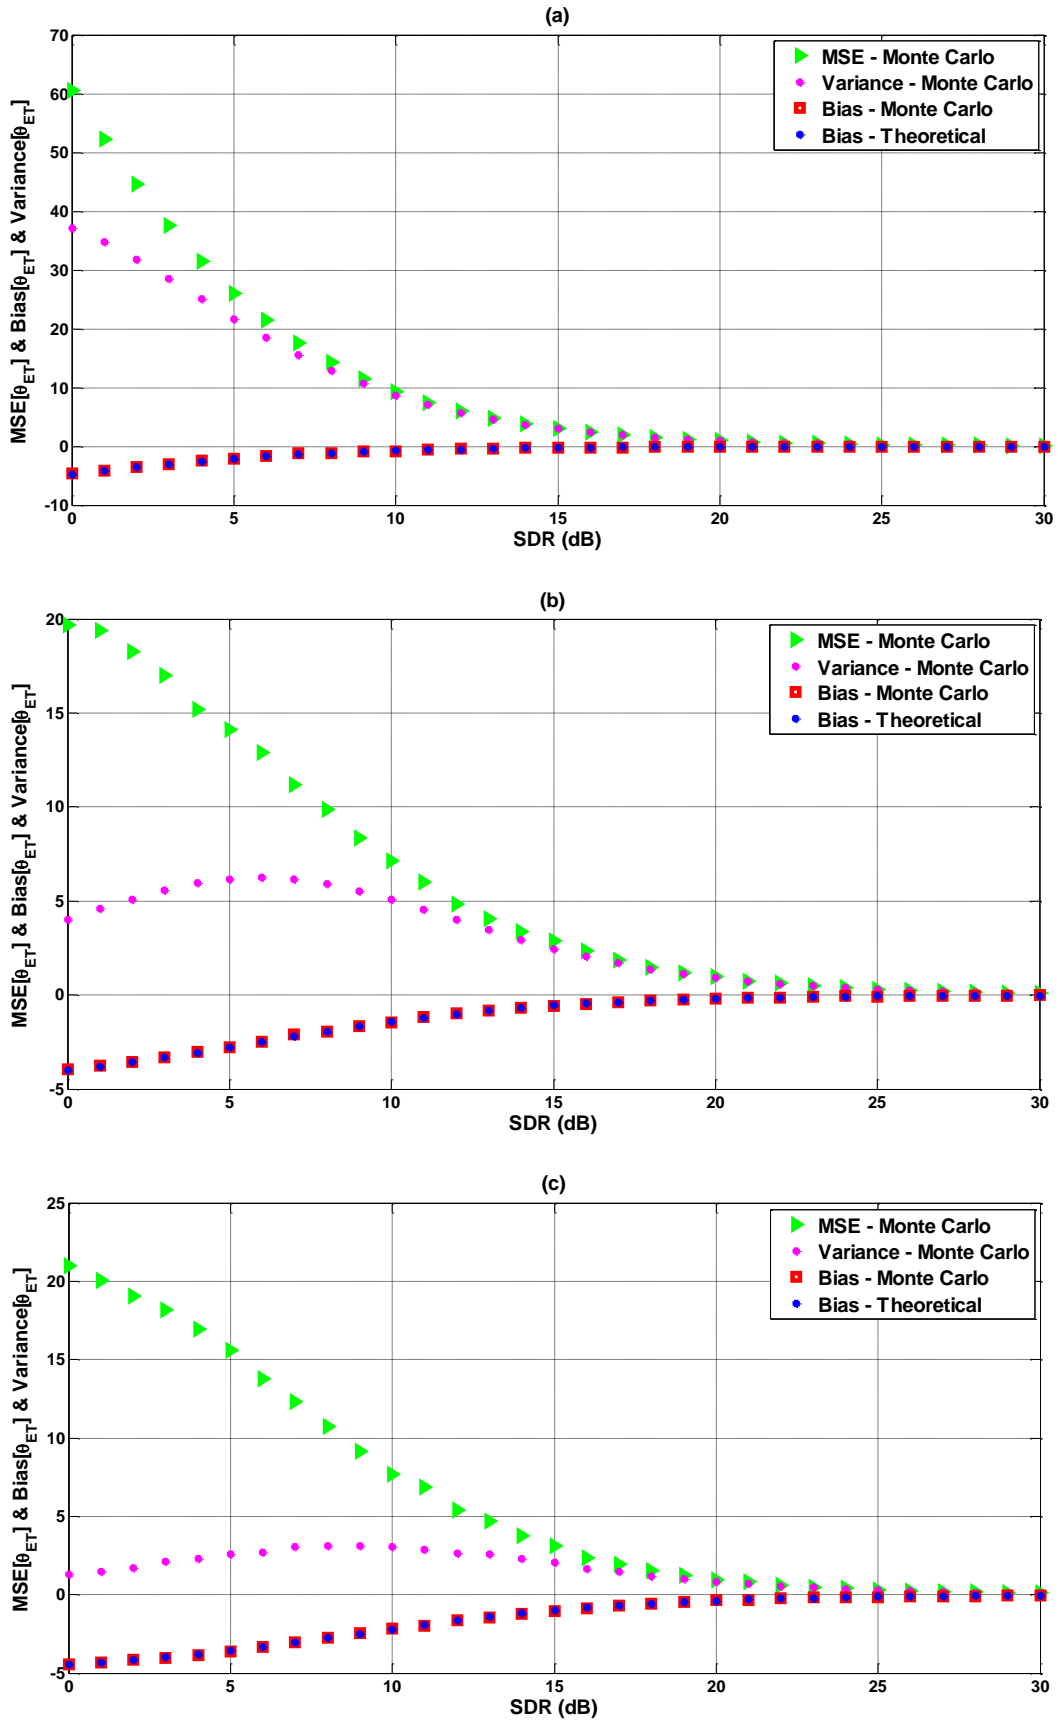 (a)
MSE[θET] & Bias[θET] & Variance[θET]
70
60
50
40
30
20
10
0
-10
MSE - Monte Carlo
Variance - Monte Carlo
Bias - Monte Carlo
Bias - Theoretical
0 5 10 15 20 25 30
SDR (dB)
(b)
MSE[θET] & Bias[θET] & Variance[θET]
20
15
10
5
0
-5
MSE - Monte Carlo
Variance - Monte Carlo
Bias - Monte Carlo
Bias - Theoretical
0 5 10 15 20 25 30
SDR (dB)
(c)
MSE[θET] & Bias[θET] & Variance[θET]
25
20
15
10
5
0
-5
MSE - Monte Carlo
Variance - Monte Carlo
Bias - Monte Carlo
Bias - Theoretical
0 5 10 15 20 25 30
SDR (dB)